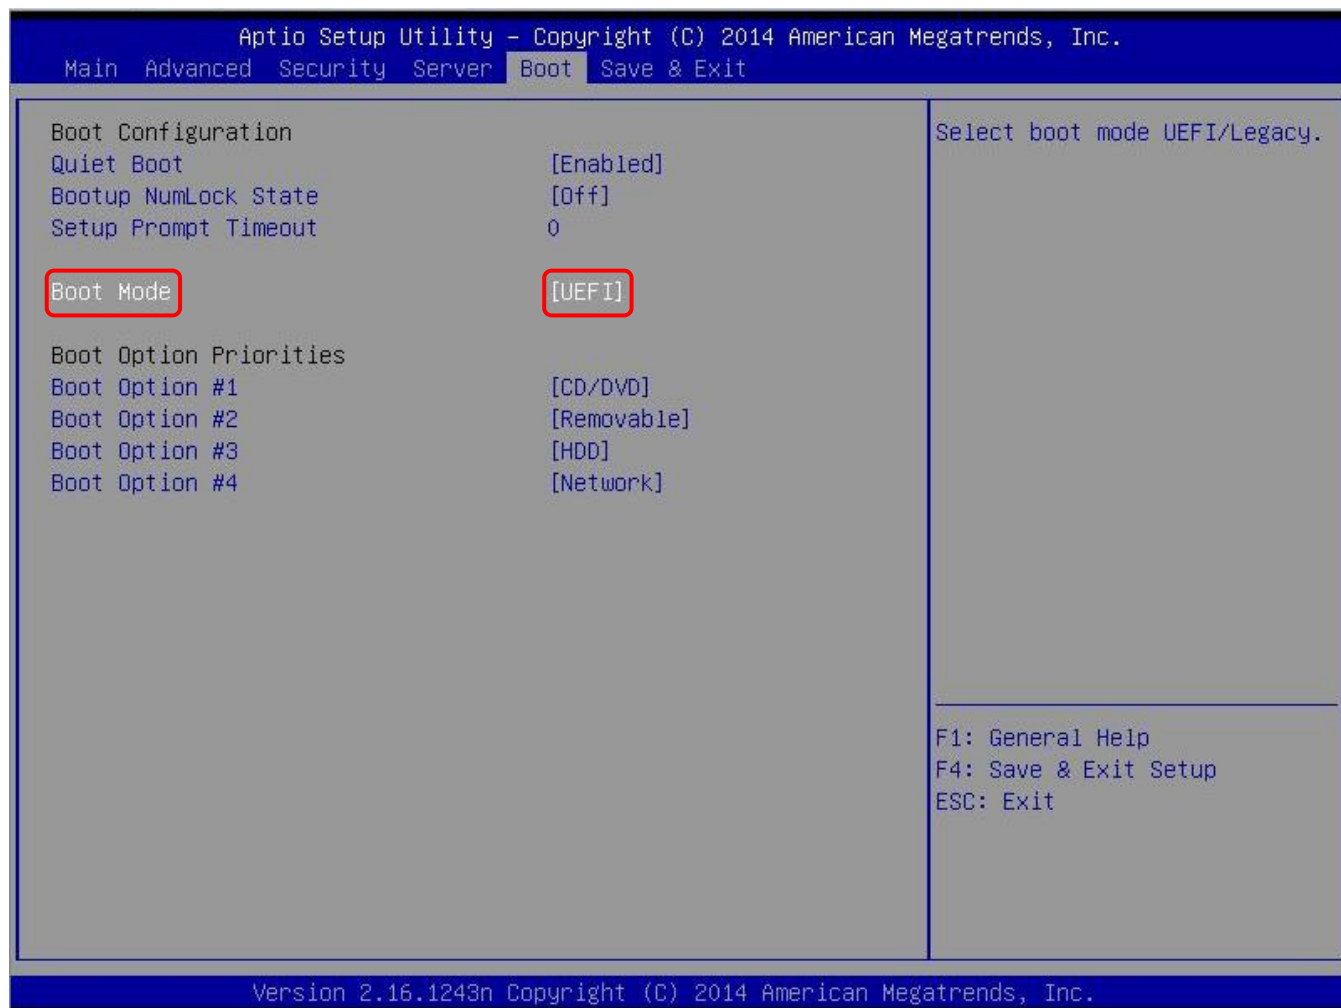 Aptio Setup Utility – Copyright (C) 2014 American Megatrends, Inc.
Main Advanced Security Server Boot Save & Exit
Boot Configuration
Quiet Boot [Enabled]
Bootup NumLock State [Off]
Setup Prompt Timeout 0
Boot Mode [UEFI]
Boot Option Priorities
Boot Option #1 [CD/DVD]
Boot Option #2 [Removable]
Boot Option #3 [HDD]
Boot Option #4 [Network]
Select boot mode UEFI/Legacy.
F1: General Help
F4: Save & Exit Setup
ESC: Exit
Version 2.16.1243n Copyright (C) 2014 American Megatrends, Inc.